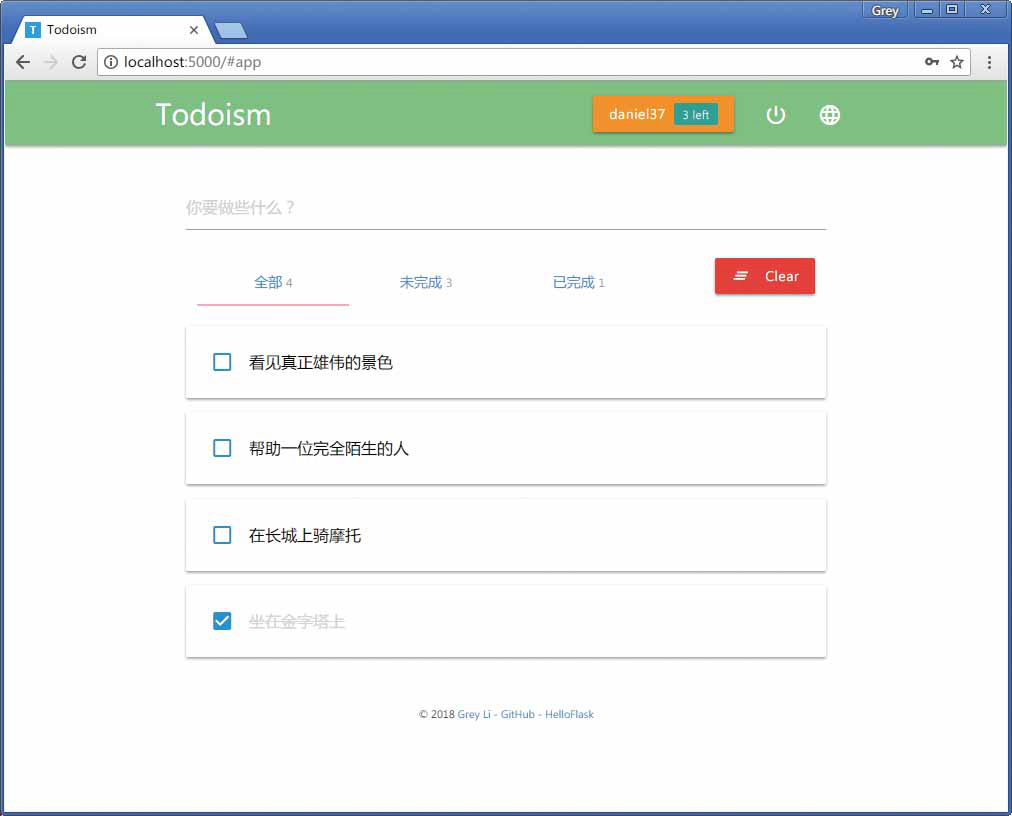 Grey
T Todoism
localhost:5000/#app
Todoism
daniel37 3 left
你要做些什么？
全部 4 未完成 3 已完成 1 Clear
看见真正雄伟的景色
帮助一位完全陌生的人
在长城上骑摩托
坐在金字塔上
© 2018 Grey Li - GitHub - HelloFlask